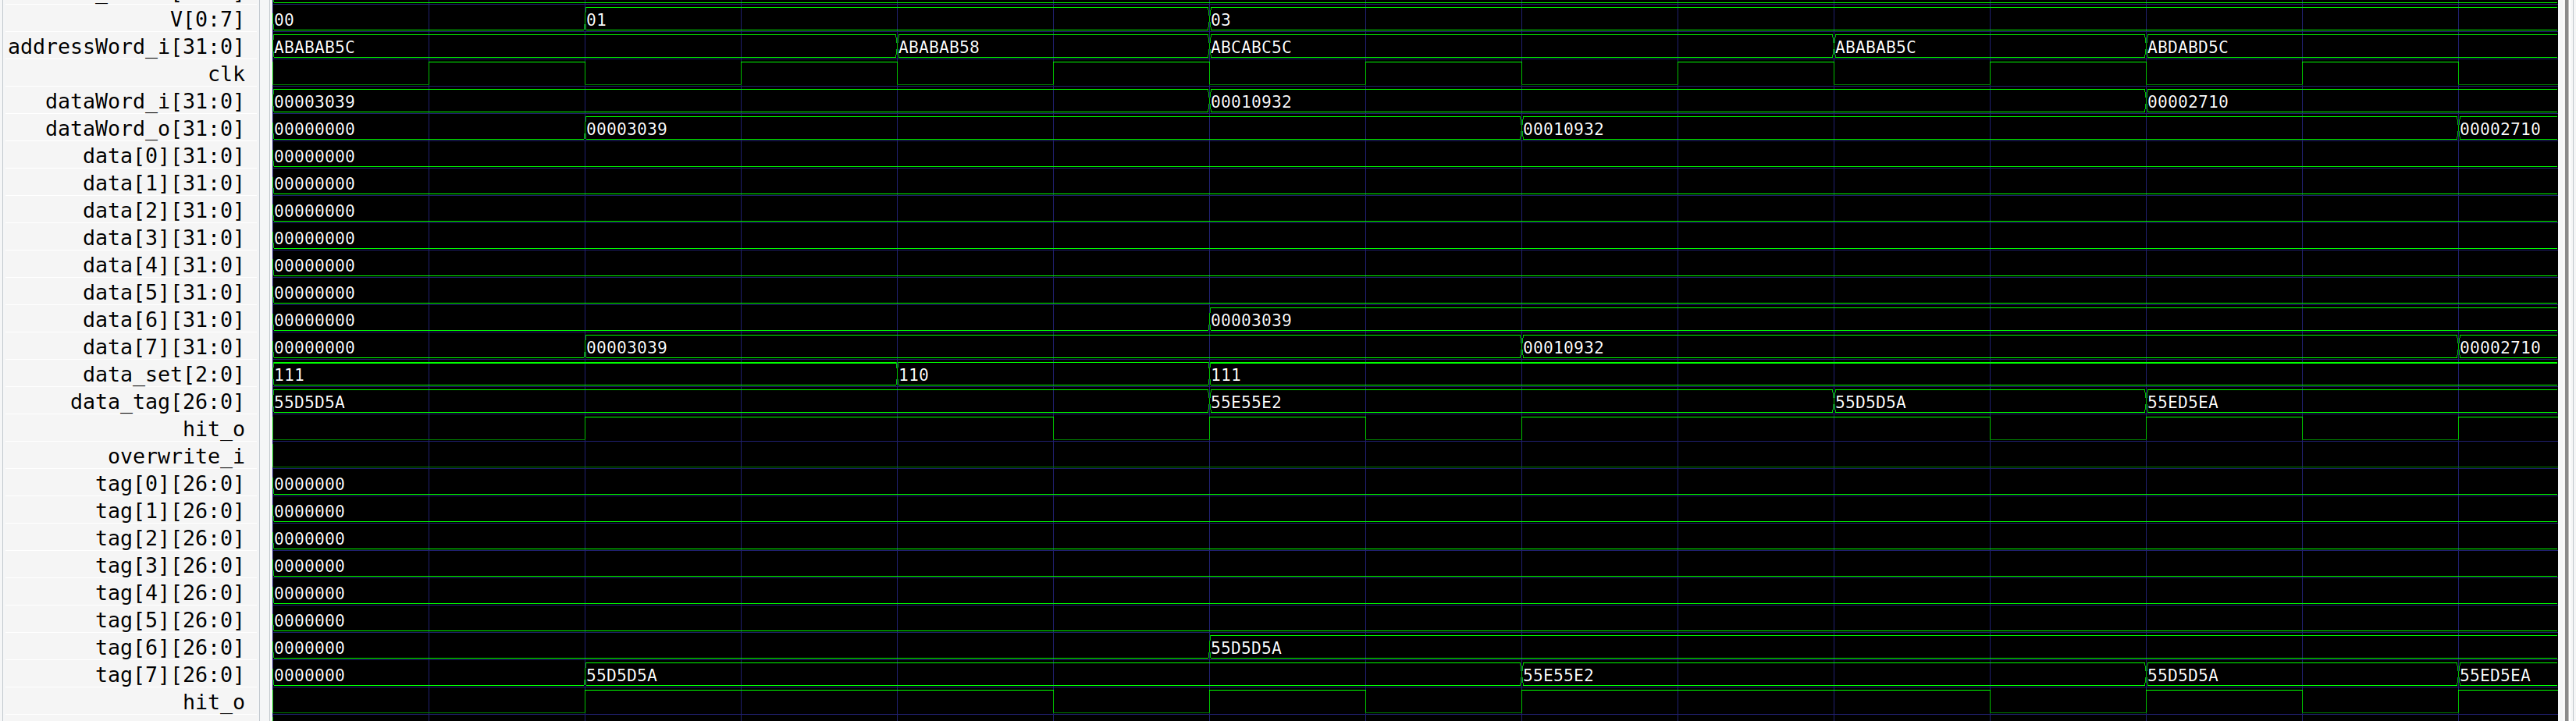 V[0:7] 00 01 03
addressWord_i[31:0] ABABAB5C ABABAB58 ABCABC5C ABABAB5C ABDABD5C
clk
dataWord_i[31:0] 00003039 00010932 00002710
dataWord_o[31:0] 00000000 00003039 00010932 00002710
data[0][31:0] 00000000
data[1][31:0] 00000000
data[2][31:0] 00000000
data[3][31:0] 00000000
data[4][31:0] 00000000
data[5][31:0] 00000000
data[6][31:0] 00000000 00003039
data[7][31:0] 00000000 00003039 00010932 00002710
data_set[2:0] 111 110 111
data_tag[26:0] 55D5D5A 55E55E2 55D5D5A 55ED5EA
hit_o
overwrite_i
tag[0][26:0] 0000000
tag[1][26:0] 0000000
tag[2][26:0] 0000000
tag[3][26:0] 0000000
tag[4][26:0] 0000000
tag[5][26:0] 0000000
tag[6][26:0] 0000000 55D5D5A
tag[7][26:0] 0000000 55D5D5A 55E55E2 55D5D5A 55ED5EA
hit_o